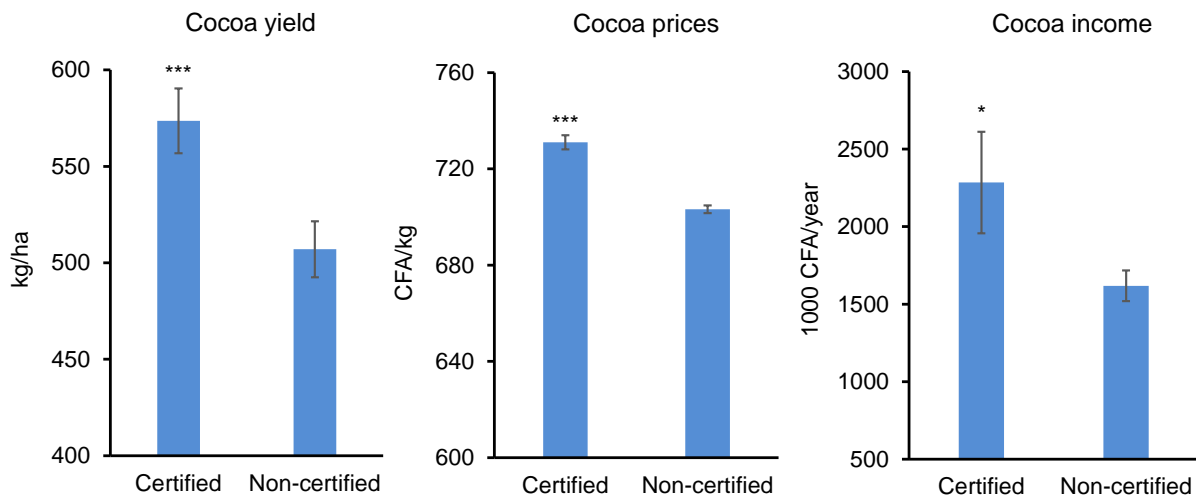 Cocoa yield
600
550
500
450
400
kg/ha
***
Certified
Non-certified
Cocoa prices
760
720
680
640
600
CFA/kg
***
Certified
Non-certified
Cocoa income
3000
2500
2000
1500
1000
500
1000 CFA/year
*
Certified
Non-certified